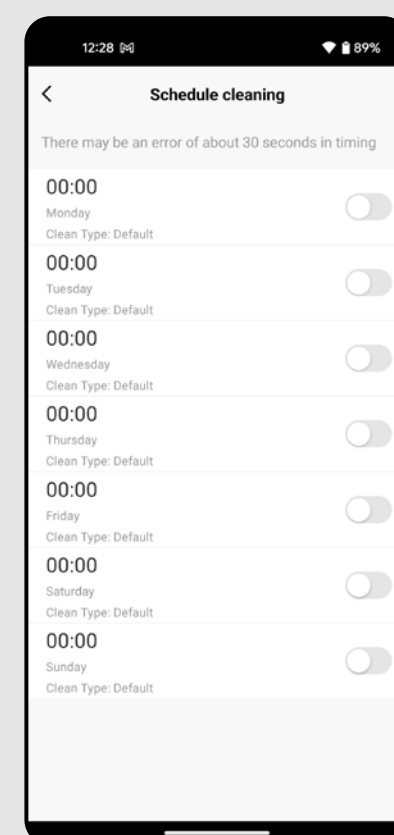 12:28 89%
Schedule cleaning
There may be an error of about 30 seconds in timing
00:00
Monday
Clean Type: Default
00:00
Tuesday
Clean Type: Default
00:00
Wednesday
Clean Type: Default
00:00
Thursday
Clean Type: Default
00:00
Friday
Clean Type: Default
00:00
Saturday
Clean Type: Default
00:00
Sunday
Clean Type: Default